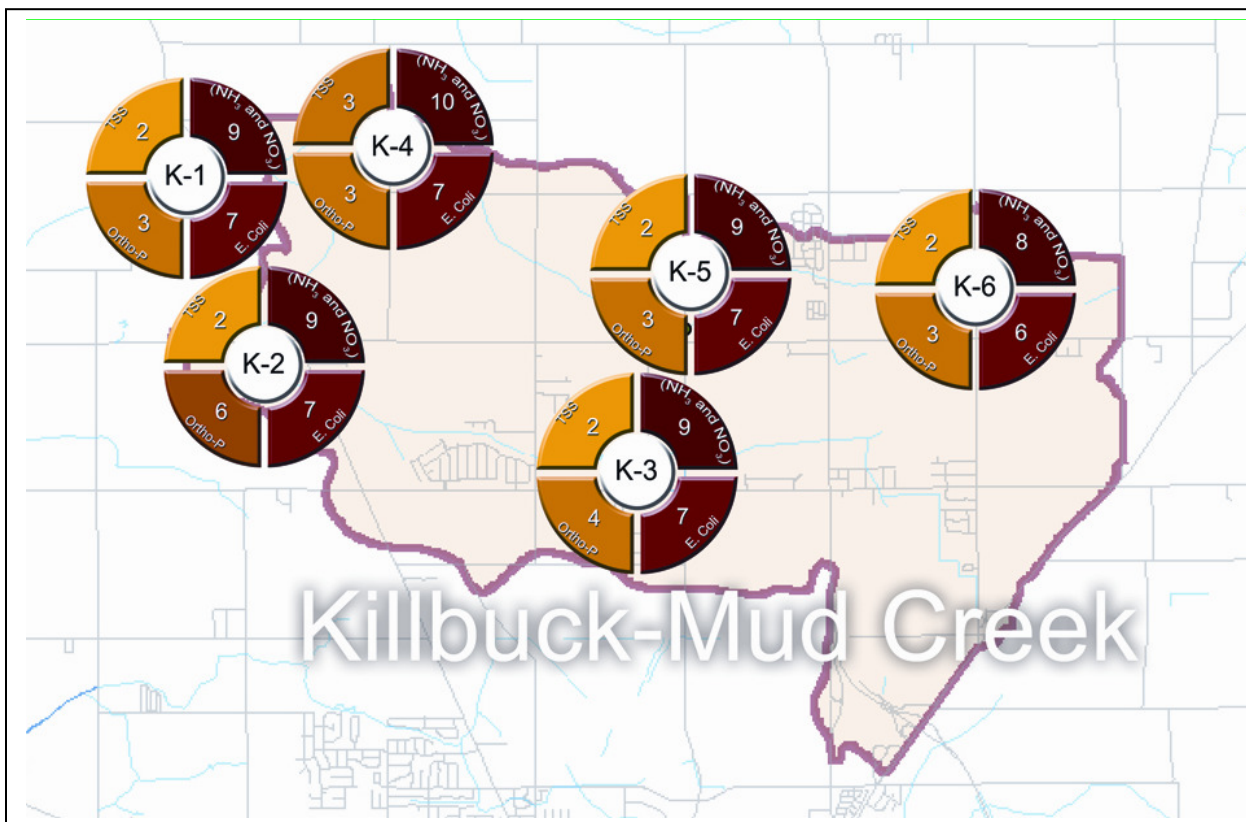 TSS
2
(NH₃ and NO₃)
9
K-1
3
Ortho-P
7
E. Coli
TSS
3
(NH₃ and NO₃)
10
K-4
3
Ortho-P
7
E. Coli
TSS
2
(NH₃ and NO₃)
9
K-2
6
Ortho-P
7
E. Coli
TSS
2
(NH₃ and NO₃)
9
K-5
3
Ortho-P
7
E. Coli
TSS
2
(NH₃ and NO₃)
8
K-6
3
Ortho-P
6
E. Coli
TSS
2
(NH₃ and NO₃)
9
K-3
4
Ortho-P
7
E. Coli
Killbuck-Mud Creek